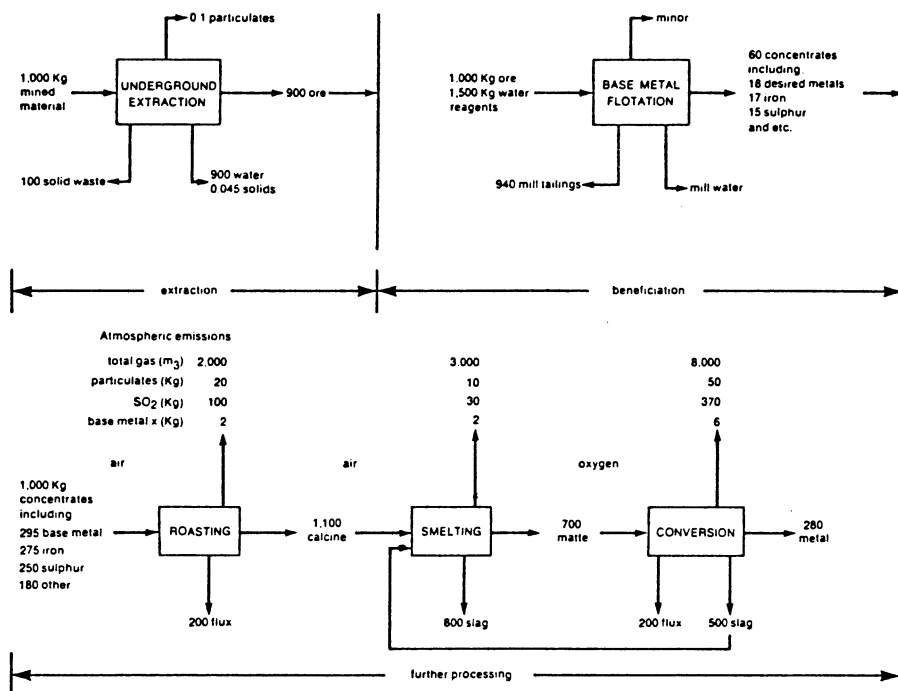 0 1 particulates
1,000 Kg
mined
material
UNDERGROUND
EXTRACTION
900 ore
100 solid waste
900 water
0.045 solids
minor
1,000 Kg ore
1,500 Kg water
reagents
BASE METAL
FLOTATION
60 concentrates
including.
18 desired metals
17 iron
15 sulphur
and etc.
940 mill tailings
mill water
extraction
beneficiation
Atmospheric emissions
total gas (m3) 2.000 3.000 8.000
particulates (Kg) 20 10 50
SO2 (Kg) 100 30 370
base metal x (Kg) 2 2 6
air
air
oxygen
1,000 Kg
concentrates
including
295 base metal
275 iron
250 sulphur
180 other
ROASTING
1,100
calcine
SMELTING
700
matte
CONVERSION
280
metal
200 flux
600 slag
200 flux
500 slag
further processing